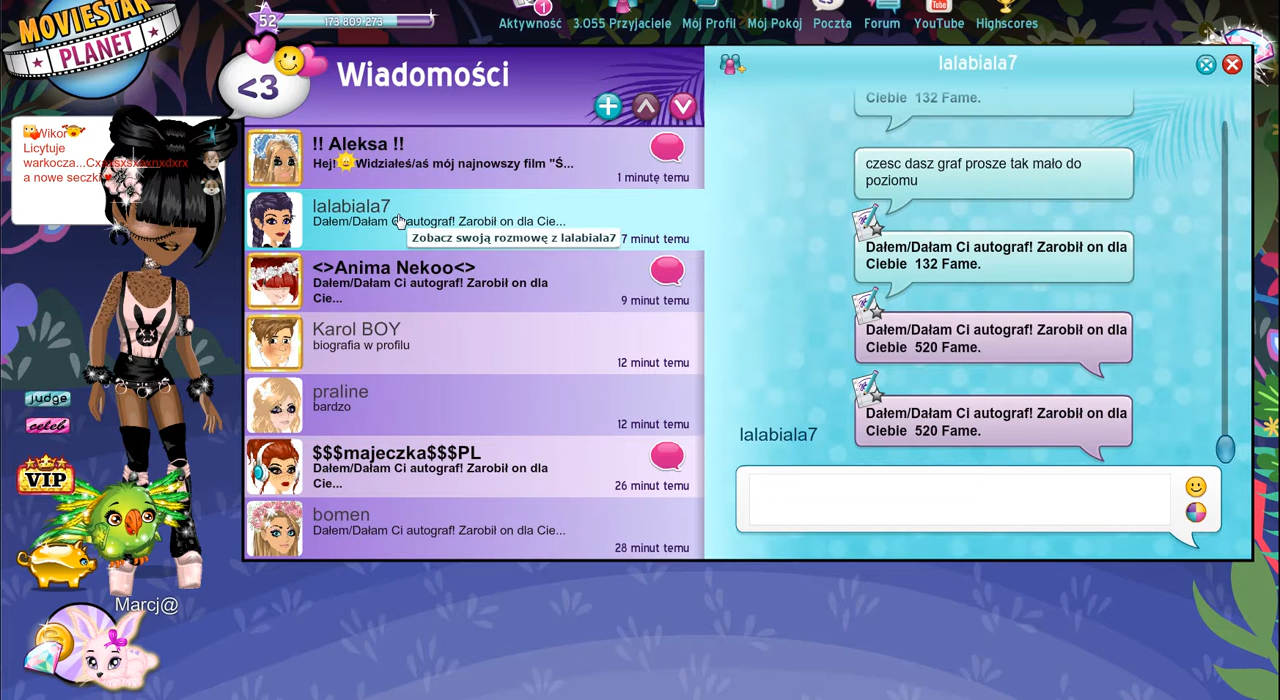 MOVIESTAR
PLANET
52
173 809 273
1
Aktywność
3.055 Przyjaciele
Mój Profil
Mój Pokój
Poczta
You Tube
Forum
YouTube
Highscores
<3
Wiadomości
Wikor
Licytuje
warkocza...Cxsxsxsxsxnxdxrx
a nowe seczki
judge
celeb
VIP
Marcj@
!! Aleksa !!
Hej! Widziałeś/aś mój najnowszy film "Ś...
1 minutę temu
lalabiala7
Dałem/Dałam Ci autograf! Zarobił on dla Cie...
Zobacz swoją rozmowę z lalabiala7
7 minut temu
<>Anima Nekoo<>
Dałem/Dałam Ci autograf! Zarobił on dla
Cie...
9 minut temu
Karol BOY
biografia w profilu
12 minut temu
praline
bardzo
12 minut temu
$$$majeczka$$$PL
Dałem/Dałam Ci autograf! Zarobił on dla
Cie...
26 minut temu
bomen
Dałem/Dałam Ci autograf! Zarobił on dla Cie...
28 minut temu
lalabiala7
Ciebie 132 Fame.
czesc dasz graf prosze tak mało do
poziomu
Dałem/Dałam Ci autograf! Zarobił on dla
Ciebie 132 Fame.
Dałem/Dałam Ci autograf! Zarobił on dla
Ciebie 520 Fame.
Dałem/Dałam Ci autograf! Zarobił on dla
Ciebie 520 Fame.
lalabiala7